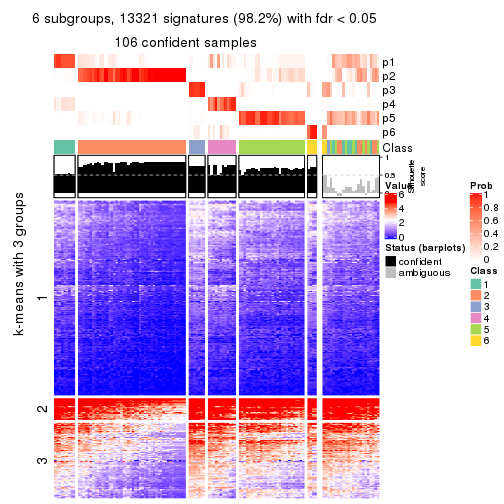 6 subgroups, 13321 signatures (98.2%) with fdr < 0.05
106 confident samples
p1
p2
p3
p4
p5
p6
Class
1
0.5
0
Silhouette
score
k-means with 3 groups
1
2
3
Value
6
4
2
0
Status (barplots)
confident
ambiguous
Prob
1
0.8
0.6
0.4
0.2
0
Class
1
2
3
4
5
6